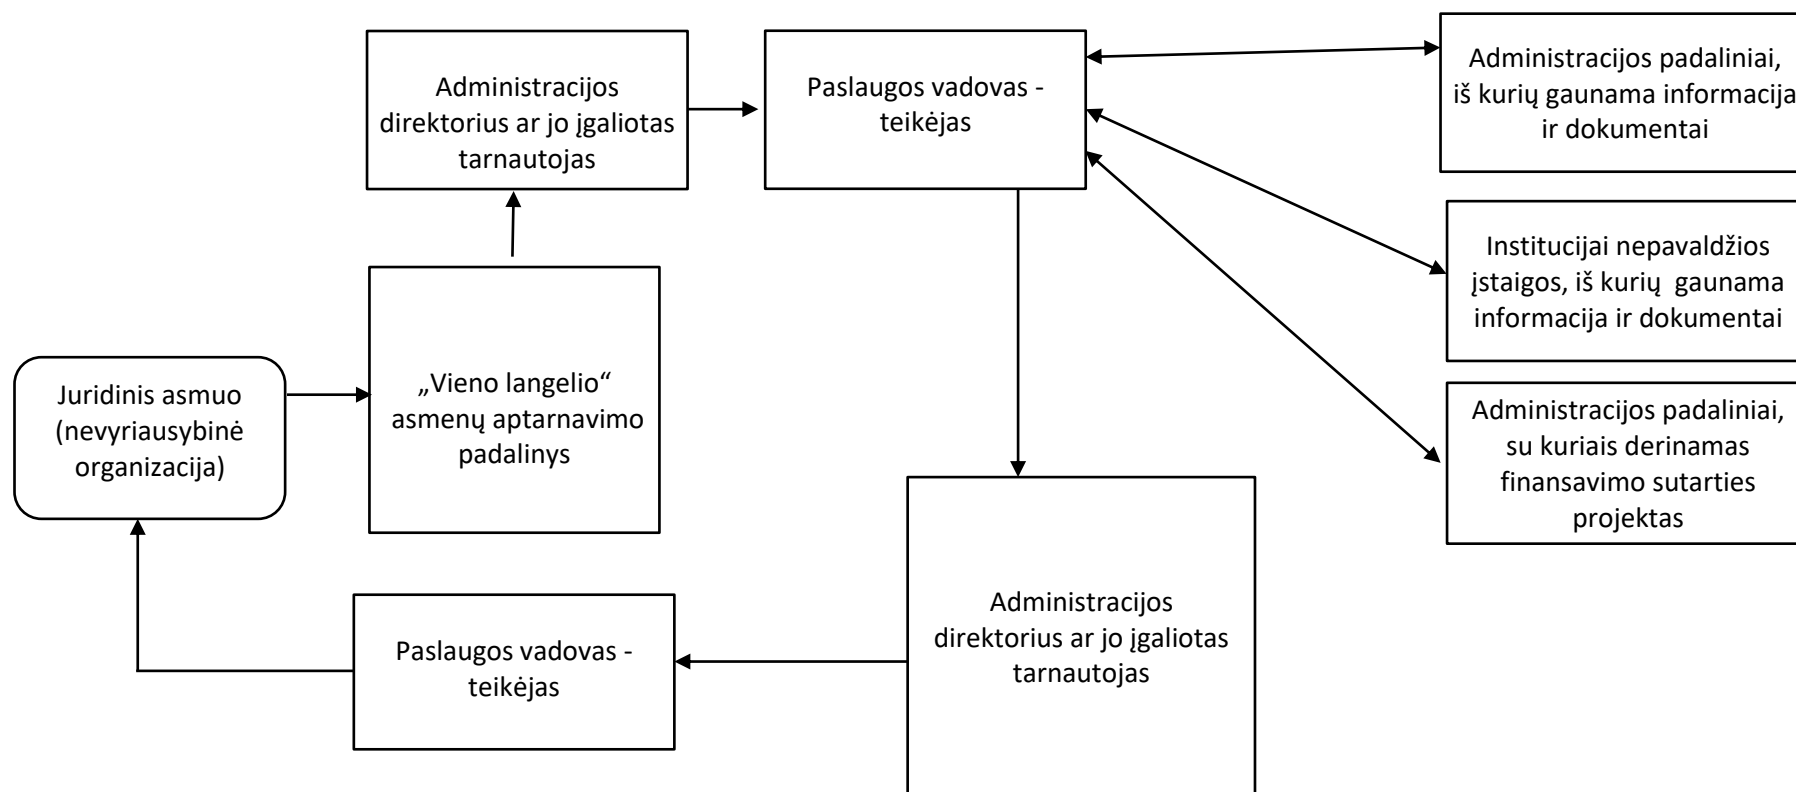 Administracijos
direktorius ar jo įgaliotas
tarnautojas
Paslaugos vadovas -
teikėjas
Administracijos padaliniai,
iš kurių gaunama informacija
ir dokumentai
Institucijai nepavaldžios
įstaigos, iš kurių gaunama
informacija ir dokumentai
Juridinis asmuo
(nevyriausybinė
organizacija)
„Vieno langelio“
asmenų aptarnavimo
padalinys
Administracijos padaliniai,
su kuriais derinamas
finansavimo sutarties
projektas
Paslaugos vadovas -
teikėjas
Administracijos
direktorius ar jo įgaliotas
tarnautojas